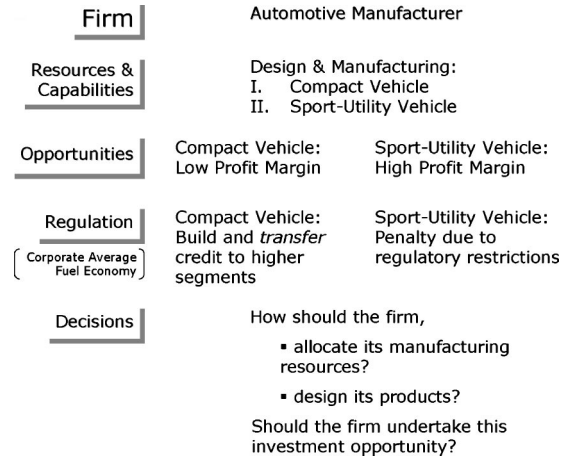 Firm
Automotive Manufacturer
Resources &
Capabilities
Design & Manufacturing:
I. Compact Vehicle
II. Sport-Utility Vehicle
Opportunities
Compact Vehicle:
Low Profit Margin
Sport-Utility Vehicle:
High Profit Margin
Regulation
Corporate Average
Fuel Economy
Compact Vehicle:
Build and transfer
credit to higher
segments
Sport-Utility Vehicle:
Penalty due to
regulatory restrictions
Decisions
How should the firm,
▪ allocate its manufacturing
resources?
▪ design its products?
Should the firm undertake this
investment opportunity?